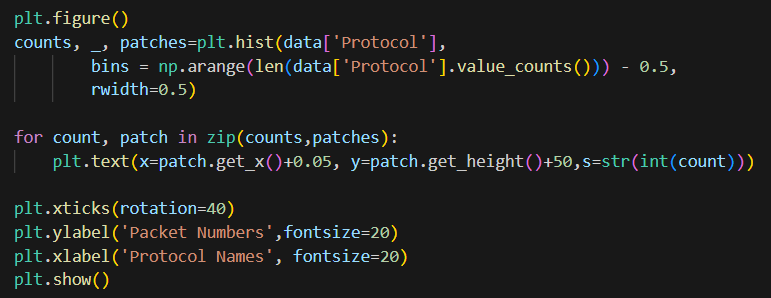 plt.figure()
counts, _, patches=plt.hist(data['Protocol'],
        bins = np.arange(len(data['Protocol'].value_counts())) - 0.5,
        rwidth=0.5)

for count, patch in zip(counts,patches):
    plt.text(x=patch.get_x()+0.05, y=patch.get_height()+50,s=str(int(count)))

plt.xticks(rotation=40)
plt.ylabel('Packet Numbers',fontsize=20)
plt.xlabel('Protocol Names', fontsize=20)
plt.show()